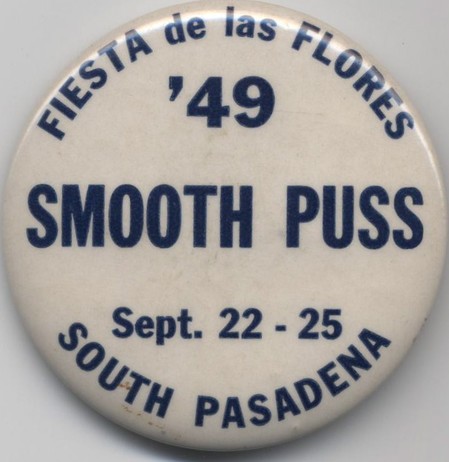 FIESTA de las FLORES
'49
SMOOTH PUSS
Sept. 22 - 25
SOUTH PASADENA